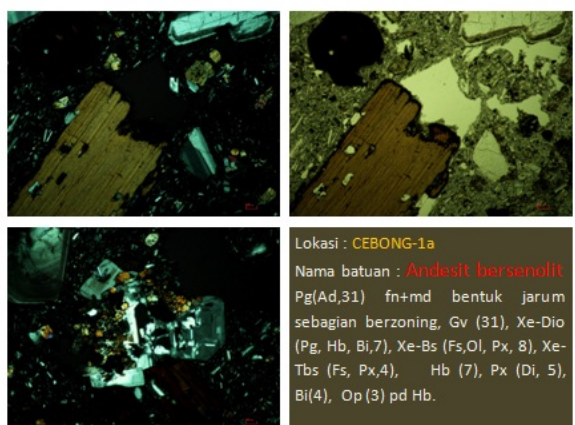 Lokasi : CEBONG-1a
Nama batuan : Andesit bersenolit
Pg(Ad,31) fn+md bentuk jarum
sebagian berzoning, Gv (31), Xe-Dio
(Pg, Hb, Bi,7), Xe-Bs (Fs,Ol, Px, 8), Xe-
Tbs (Fs, Px,4), Hb (7), Px (Di, 5),
Bi(4), Op (3) pd Hb.